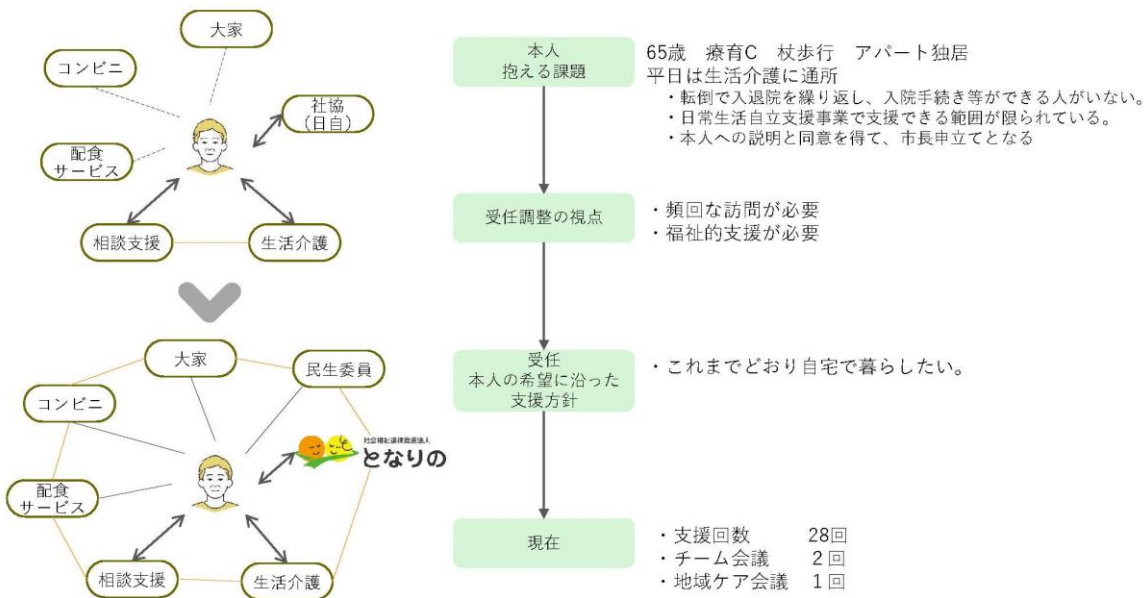 大家
コンビニ
社協
（日自）
配食
サービス
相談支援
生活介護
大家
民生委員
コンビニ
社会福祉連携推進法人
となりの
配食
サービス
相談支援
生活介護
本人
抱える課題
65歳　療育C　杖歩行　アパート独居
平日は生活介護に通所
・転倒で入退院を繰り返し、入院手続き等ができる人がいない。
・日常生活自立支援事業で支援できる範囲が限られている。
・本人への説明と同意を得て、市長申立てとなる
受任調整の視点
・頻回な訪問が必要
・福祉的支援が必要
受任
本人の希望に沿った
支援方針
・これまでどおり自宅で暮らしたい。
現在
・支援回数　28回
・チーム会議　2回
・地域ケア会議　1回